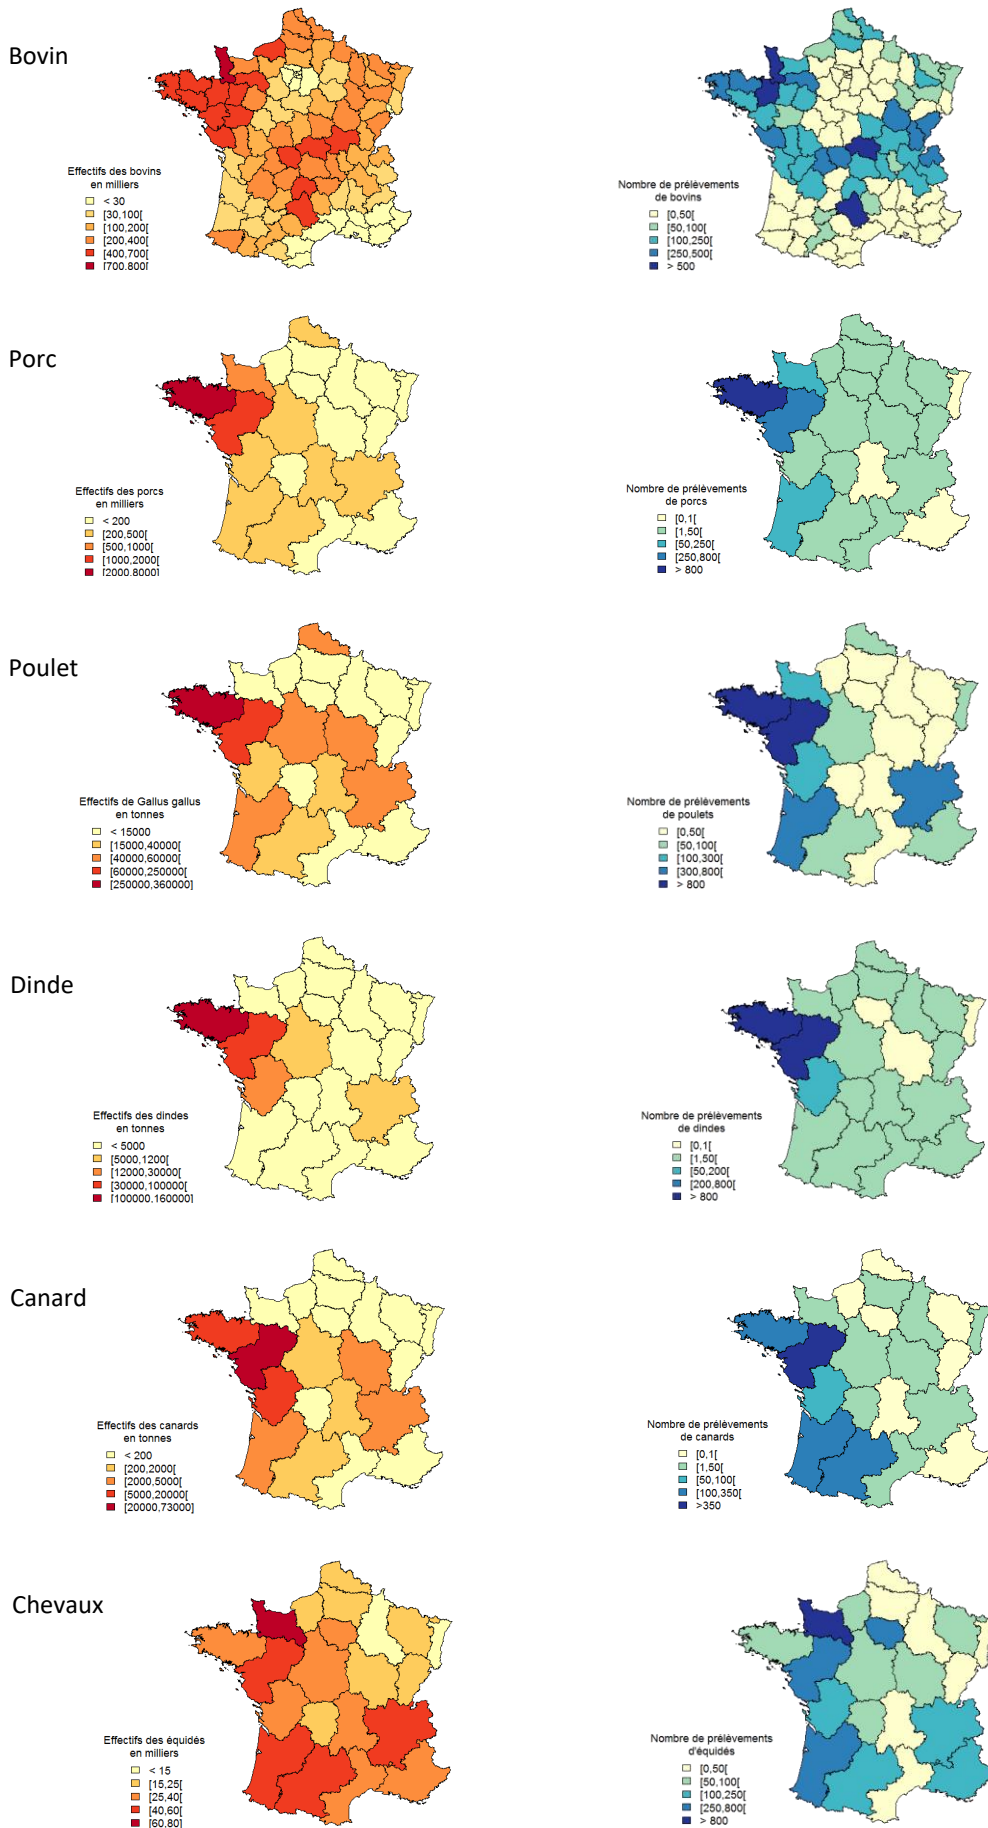 Bovin
Effectifs des bovins
en milliers
< 30
[30,100[
[100,200[
[200,400[
[400,700[
[700,800[
Nombre de prélèvements
de bovins
[0,50[
[50,100[
[100,250[
[250,500[
> 500
Porc
Effectifs des porcs
en milliers
< 200
[200,500[
[500,1000[
[1000,2000[
[2000,8000]
Nombre de prélèvements
de porcs
[0,1[
[1,50[
[50,250[
[250,800[
> 800
Poulet
Effectifs de Gallus gallus
en tonnes
< 15000
[15000,40000[
[40000,60000[
[60000,250000[
[250000,360000]
Nombre de prélèvements
de poulets
[0,50[
[50,100[
[100,300[
[300,800[
> 800
Dinde
Effectifs des dindes
en tonnes
< 5000
[5000,1200[
[12000,30000[
[30000,100000[
[100000,160000]
Nombre de prélèvements
de dindes
[0,1[
[1,50[
[50,200[
[200,800[
> 800
Canard
Effectifs des canards
en tonnes
< 200
[200,2000[
[2000,5000[
[5000,20000[
[20000,73000]
Nombre de prélèvements
de canards
[0,1[
[1,50[
[50,100[
[100,350[
>350
Chevaux
Effectifs des équidés
en milliers
< 15
[15,25[
[25,40[
[40,60[
[60,80]
Nombre de prélèvements
d'équidés
[0,50[
[50,100[
[100,250[
[250,800[
> 800